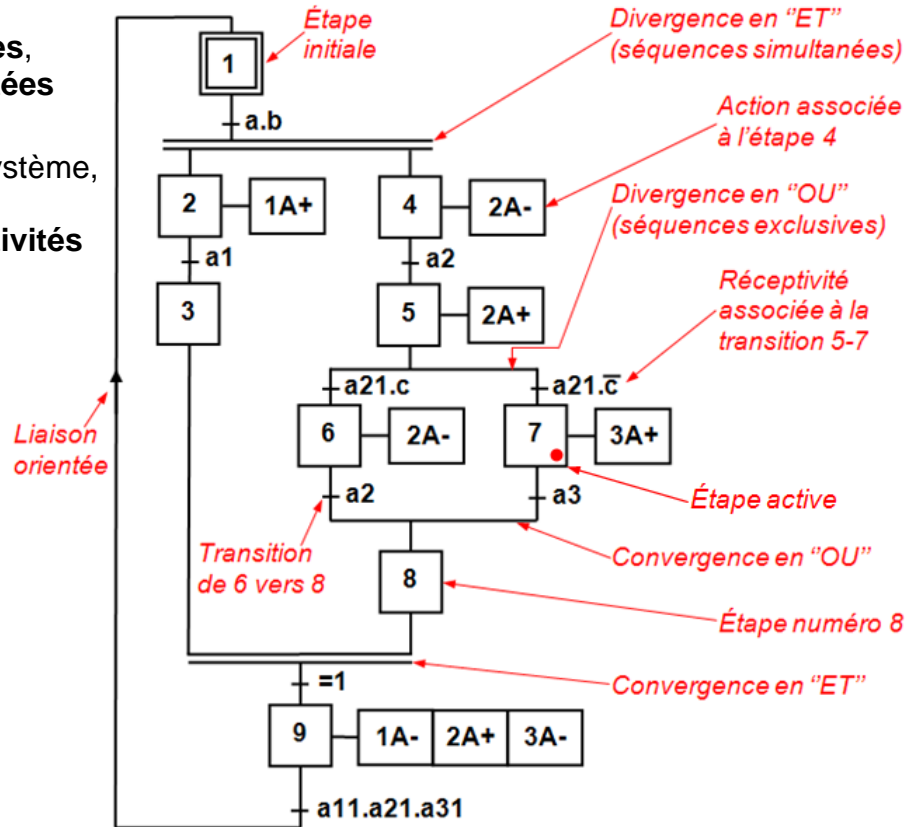 es,
ées
ystème,
ivités
Étape
initiale
Divergence en ‘‘ET’’
(séquences simultanées)
1
a.b
Action associée
à l’étape 4
2
1A+
4
2A-
Divergence en ‘‘OU’’
(séquences exclusives)
a1
a2
3
5
2A+
Réceptivité
associée à la
transition 5-7
a21.c
a21.c̅
Liaison
orientée
6
2A-
7
3A+
a2
a3
Étape active
Transition
de 6 vers 8
Convergence en ‘‘OU’’
8
Étape numéro 8
=1
Convergence en ‘‘ET’’
9
1A-
2A+
3A-
a11.a21.a31